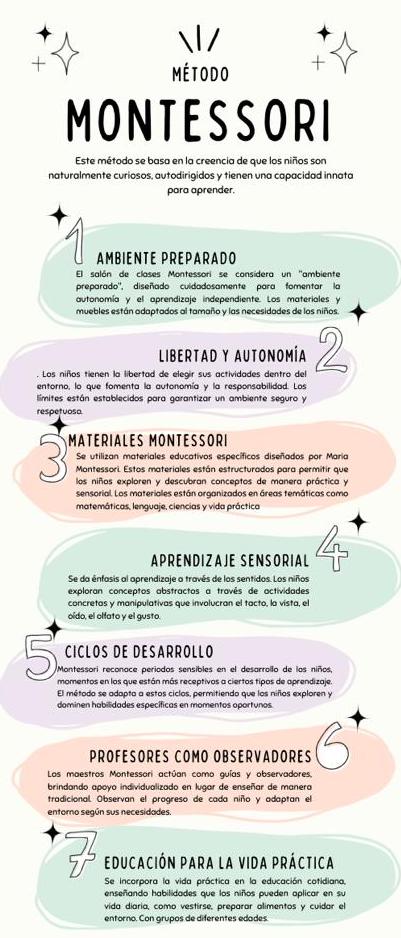 MÉTODO
MONTESSORI
Este método se basa en la creencia de que los niños son
naturalmente curiosos, autodirigidos y tienen una capacidad innata
para aprender.
1
AMBIENTE PREPARADO
El salón de clases Montessori se considera un "ambiente
preparado", diseñado cuidadosamente para fomentar la
autonomía y el aprendizaje independiente. Los materiales y
muebles están adaptados al tamaño y las necesidades de los niños.
LIBERTAD Y AUTONOMÍA
2
. Los niños tienen la libertad de elegir sus actividades dentro del
entorno, lo que fomenta la autonomía y la responsabilidad. Los
límites están establecidos para garantizar un ambiente seguro y
respetuoso.
3
MATERIALES MONTESSORI
Se utilizan materiales educativos específicos diseñados por Maria
Montessori. Estos materiales están estructurados para permitir que
los niños exploren y descubran conceptos de manera práctica y
sensorial. Los materiales están organizados en áreas temáticas como
matemáticas, lenguaje, ciencias y vida práctica
APRENDIZAJE SENSORIAL
4
Se da énfasis al aprendizaje a través de los sentidos. Los niños
exploran conceptos abstractos a través de actividades
concretas y manipulativas que involucran el tacto, la vista, el
oído, el olfato y el gusto.
5
CICLOS DE DESARROLLO
Montessori reconoce periodos sensibles en el desarrollo de los niños,
momentos en los que están más receptivos a ciertos tipos de aprendizaje.
El método se adapta a estos ciclos, permitiendo que los niños exploren y
dominen habilidades específicas en momentos oportunos.
PROFESORES COMO OBSERVADORES
6
Los maestros Montessori actúan como guías y observadores,
brindando apoyo individualizado en lugar de enseñar de manera
tradicional. Observan el progreso de cada niño y adaptan el
entorno según sus necesidades.
7
EDUCACIÓN PARA LA VIDA PRÁCTICA
Se incorpora la vida práctica en la educación cotidiana,
enseñando habilidades que los niños pueden aplicar en su
vida diaria, como vestirse, preparar alimentos y cuidar el
entorno. Con grupos de diferentes edades.